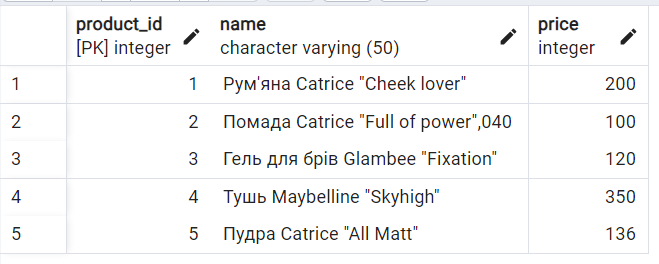 product_id name price
[PK] integer character varying (50) integer
1 1 Рум'яна Catrice "Cheek lover" 200
2 2 Помада Catrice "Full of power",040 100
3 3 Гель для брів Glambee "Fixation" 120
4 4 Тушь Maybelline "Skyhigh" 350
5 5 Пудра Catrice "All Matt" 136